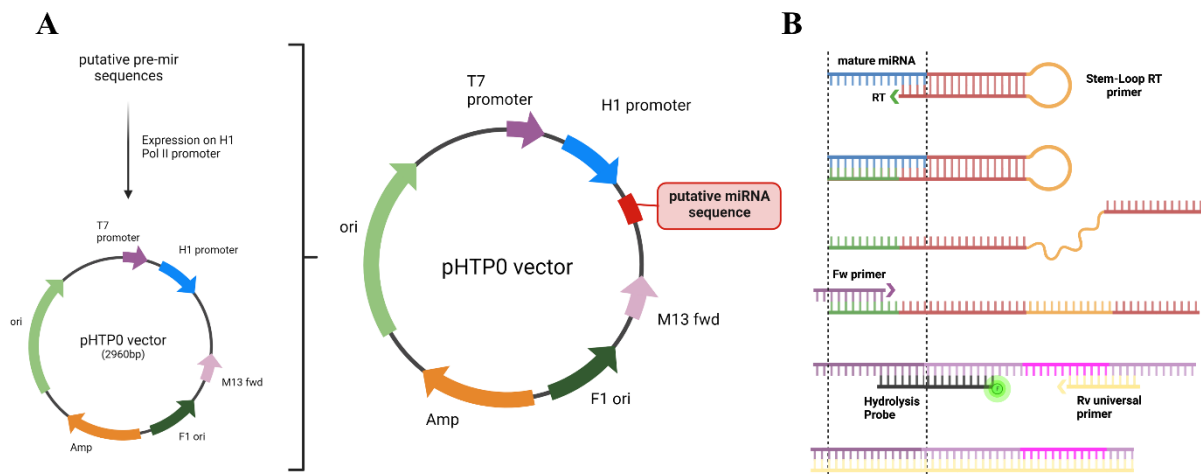 A
putative pre-mir
sequences
Expression on H1
Pol II promoter
T7
promoter
H1 promoter
ori
pHTP0 vector
(2960bp)
M13 fwd
F1 ori
Amp
T7
promoter
H1 promoter
putative miRNA
sequence
ori
pHTP0 vector
M13 fwd
F1 ori
Amp
B
mature miRNA
Stem-Loop RT
primer
RT
Fw primer
Hydrolysis
Probe
Rv universal
primer